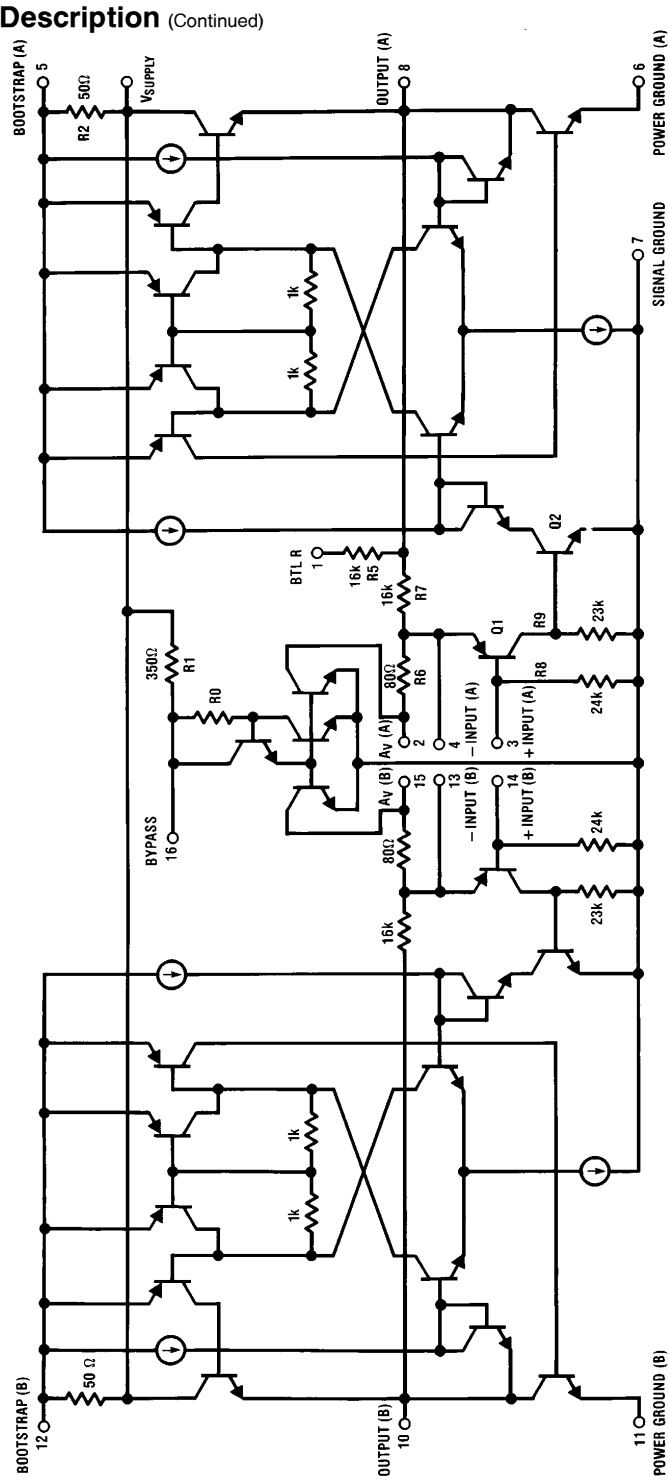 Description (Continued)
BOOTSTRAP (A)
5
50Ω
R2
VSUPPLY
OUTPUT (A)
8
6
POWER GROUND (A)
7
SIGNAL GROUND
1k
1k
BTL R
1
16k
R5
16k
R7
Q2
350Ω
R1
R0
80Ω
R6
Q1
R9
23k
R8
24k
AV (A)
2
4
– INPUT (A)
3
+ INPUT (A)
BYPASS
16
AV (B)
15
13
– INPUT (B)
14
+ INPUT (B)
80Ω
24k
16k
23k
1k
1k
50 Ω
BOOTSTRAP (B)
12
OUTPUT (B)
10
11
POWER GROUND (B)